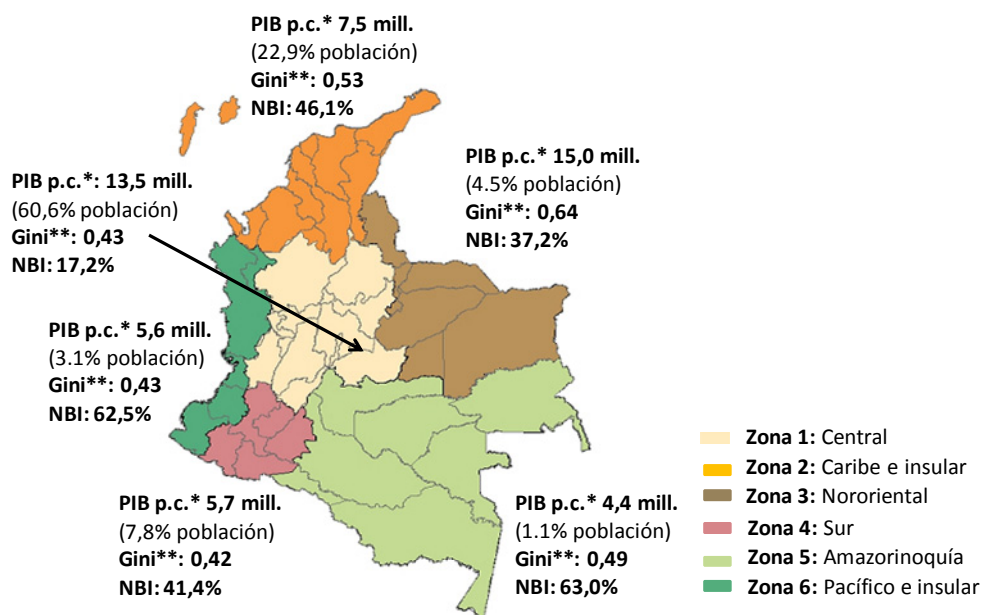 PIB p.c.* 7,5 mill.
(22,9% población)
Gini**: 0,53
NBI: 46,1%
PIB p.c.* 15,0 mill.
(4.5% población)
Gini**: 0,64
NBI: 37,2%
PIB p.c.*: 13,5 mill.
(60,6% población)
Gini**: 0,43
NBI: 17,2%
PIB p.c.* 5,6 mill.
(3.1% población)
Gini**: 0,43
NBI: 62,5%
PIB p.c.* 5,7 mill.
(7,8% población)
Gini**: 0,42
NBI: 41,4%
PIB p.c.* 4,4 mill.
(1.1% población)
Gini**: 0,49
NBI: 63,0%
Zona 1: Central
Zona 2: Caribe e insular
Zona 3: Nororiental
Zona 4: Sur
Zona 5: Amazorinoquía
Zona 6: Pacífico e insular